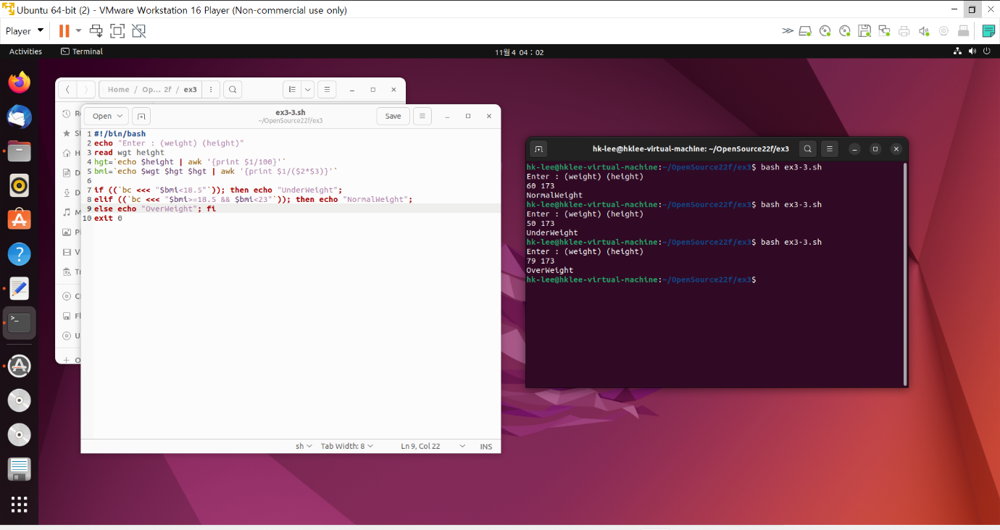 Ubuntu 64-bit (2) - VMware Workstation 16 Player (Non-commercial use only)
Player
Activities
Terminal
11월 4 04 : 02
Home / Op... 2f / ex3
Open
ex3-3.sh
~/OpenSource22f/ex3
Save
1 #!/bin/bash
2 echo "Enter : (weight) (height)"
3 read wgt height
4 hgt=`echo $height | awk '{print $1/100}'`
5 bmi=`echo $wgt $hgt $hgt | awk '{print $1/($2*$3)}'`
6
7 if ((`bc <<< "$bmi<18.5"`)); then echo "UnderWeight";
8 elif ((`bc <<< "$bmi>=18.5 && $bmi<23"`)); then echo "NormalWeight";
9 else echo "OverWeight"; fi
10 exit 0
sh
Tab Width: 8
Ln 9, Col 22
INS
hk-lee@hklee-virtual-machine: ~/OpenSource22f/ex3
hk-lee@hklee-virtual-machine:~/OpenSource22f/ex3$ bash ex3-3.sh
Enter : (weight) (height)
60 173
NormalWeight
hk-lee@hklee-virtual-machine:~/OpenSource22f/ex3$ bash ex3-3.sh
Enter : (weight) (height)
50 173
UnderWeight
hk-lee@hklee-virtual-machine:~/OpenSource22f/ex3$ bash ex3-3.sh
Enter : (weight) (height)
79 173
OverWeight
hk-lee@hklee-virtual-machine:~/OpenSource22f/ex3$